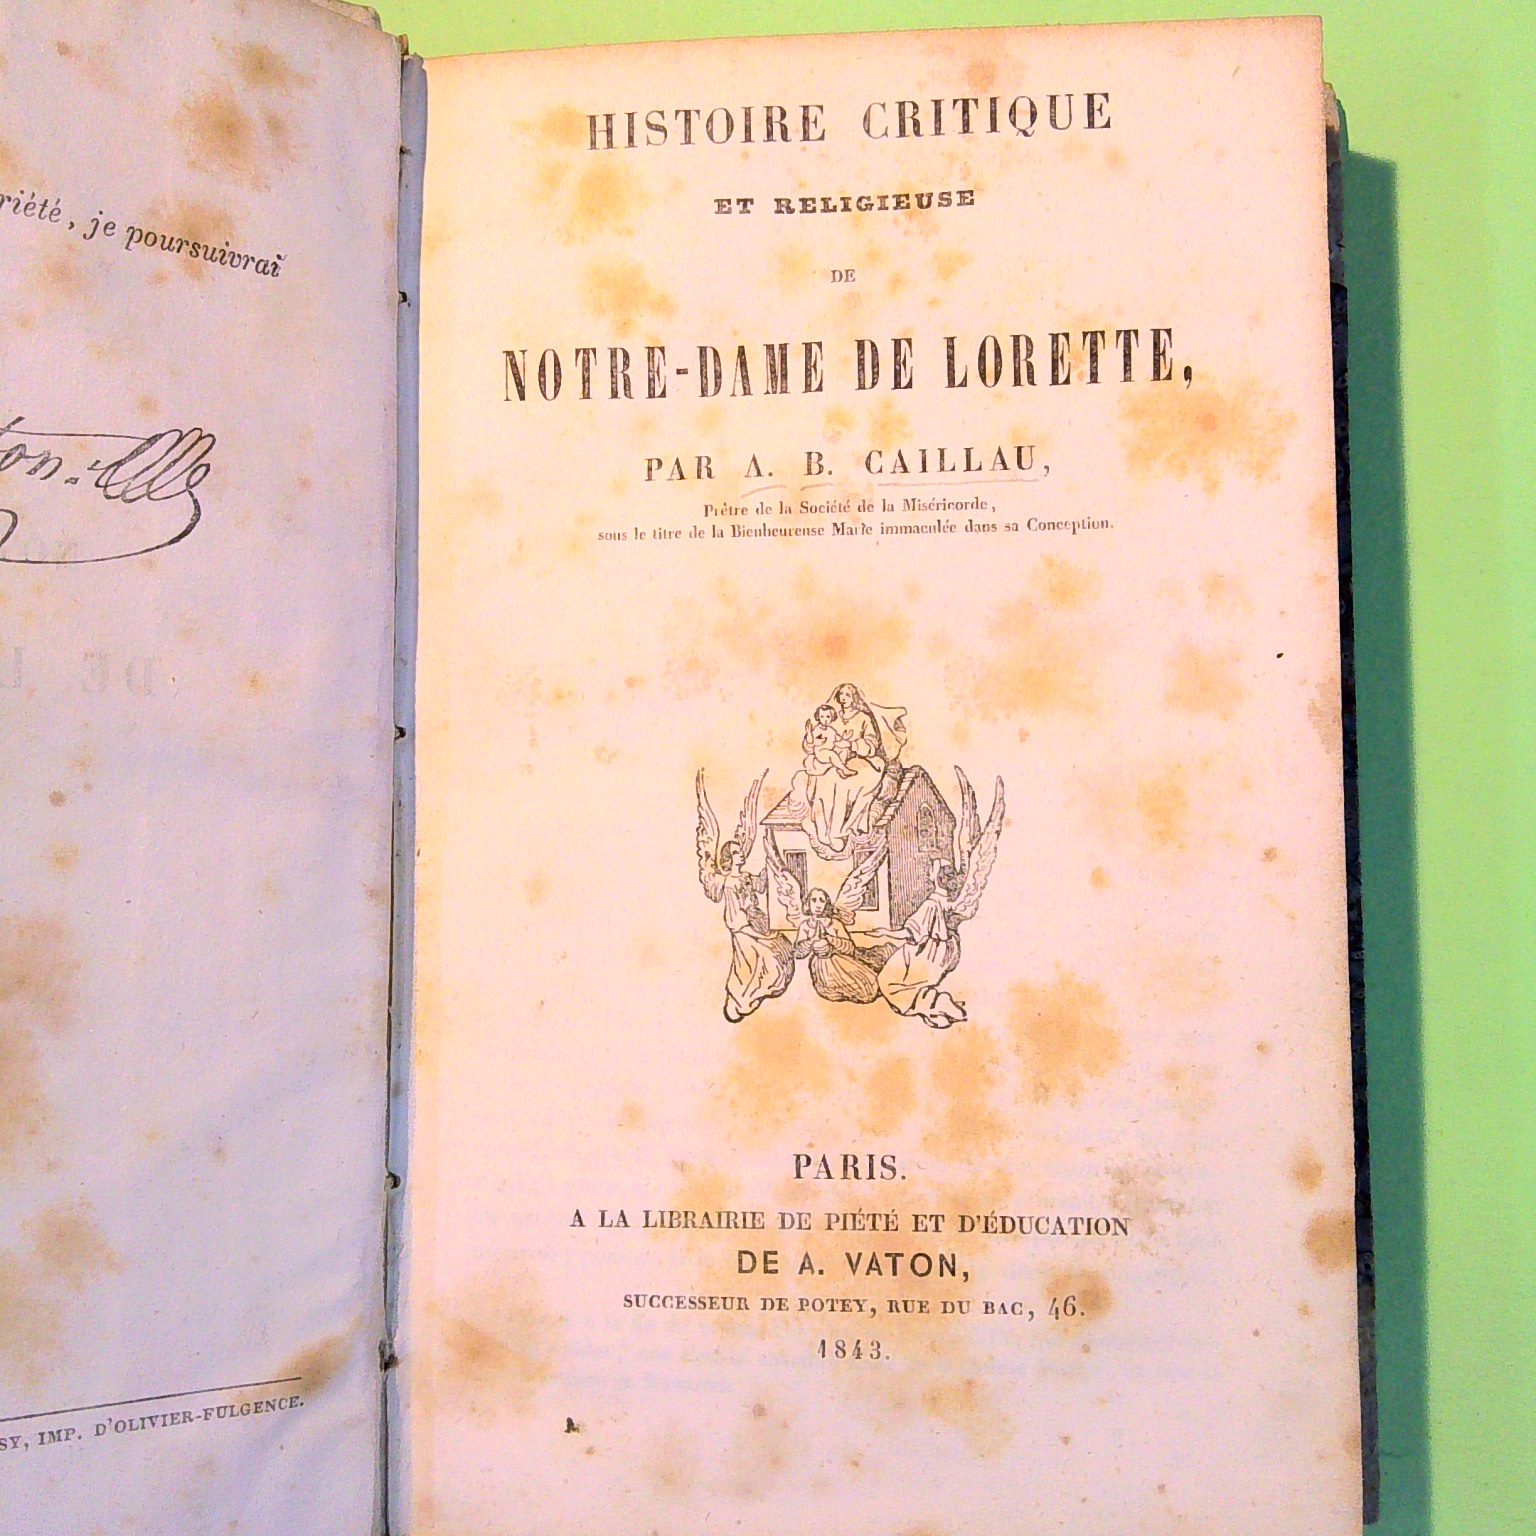 riété, je poursuivrai
ton
SY, IMP. D'OLIVIER-FULGENCE.
HISTOIRE CRITIQUE
ET RELIGIEUSE
DE
NOTRE-DAME DE LORETTE,
PAR A. B. CAILLAU,
Prêtre de la Société de la Miséricorde,
sous le titre de la Bienheureuse Marie immaculée dans sa Conception.
PARIS.
A LA LIBRAIRIE DE PIÉTÉ ET D'ÉDUCATION
DE A. VATON,
SUCCESSEUR DE POTEY, RUE DU BAC, 46.
1843.